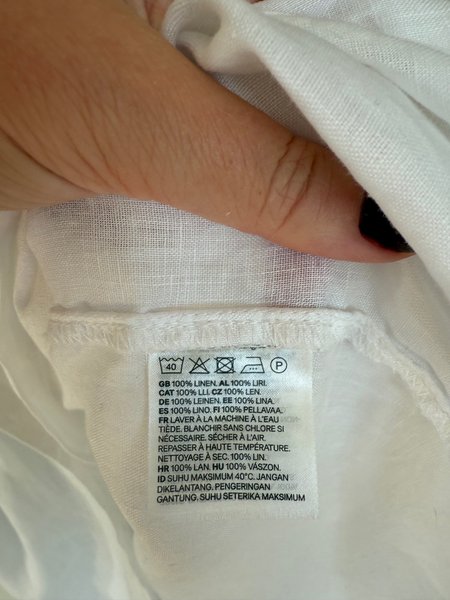 40 P
GB 100% LINEN. AL 100% LIRI.
CAT 100% LLI. CZ 100% LEN.
DE 100% LEINEN. EE 100% LINA.
ES 100% LINO. FI 100% PELLAVAA.
FR LAVER À LA MACHINE À L'EAU
TIÈDE. BLANCHIR SANS CHLORE SI
NÉCESSAIRE. SÉCHER À L'AIR.
REPASSER À HAUTE TEMPÉRATURE.
NETTOYAGE À SEC. 100% LIN.
HR 100% LAN. HU 100% VÁSZON.
ID SUHU MAKSIMUM 40°C. JANGAN
DIKELANTANG. PENGERINGAN
GANTUNG. SUHU SETERIKA MAKSIMUM